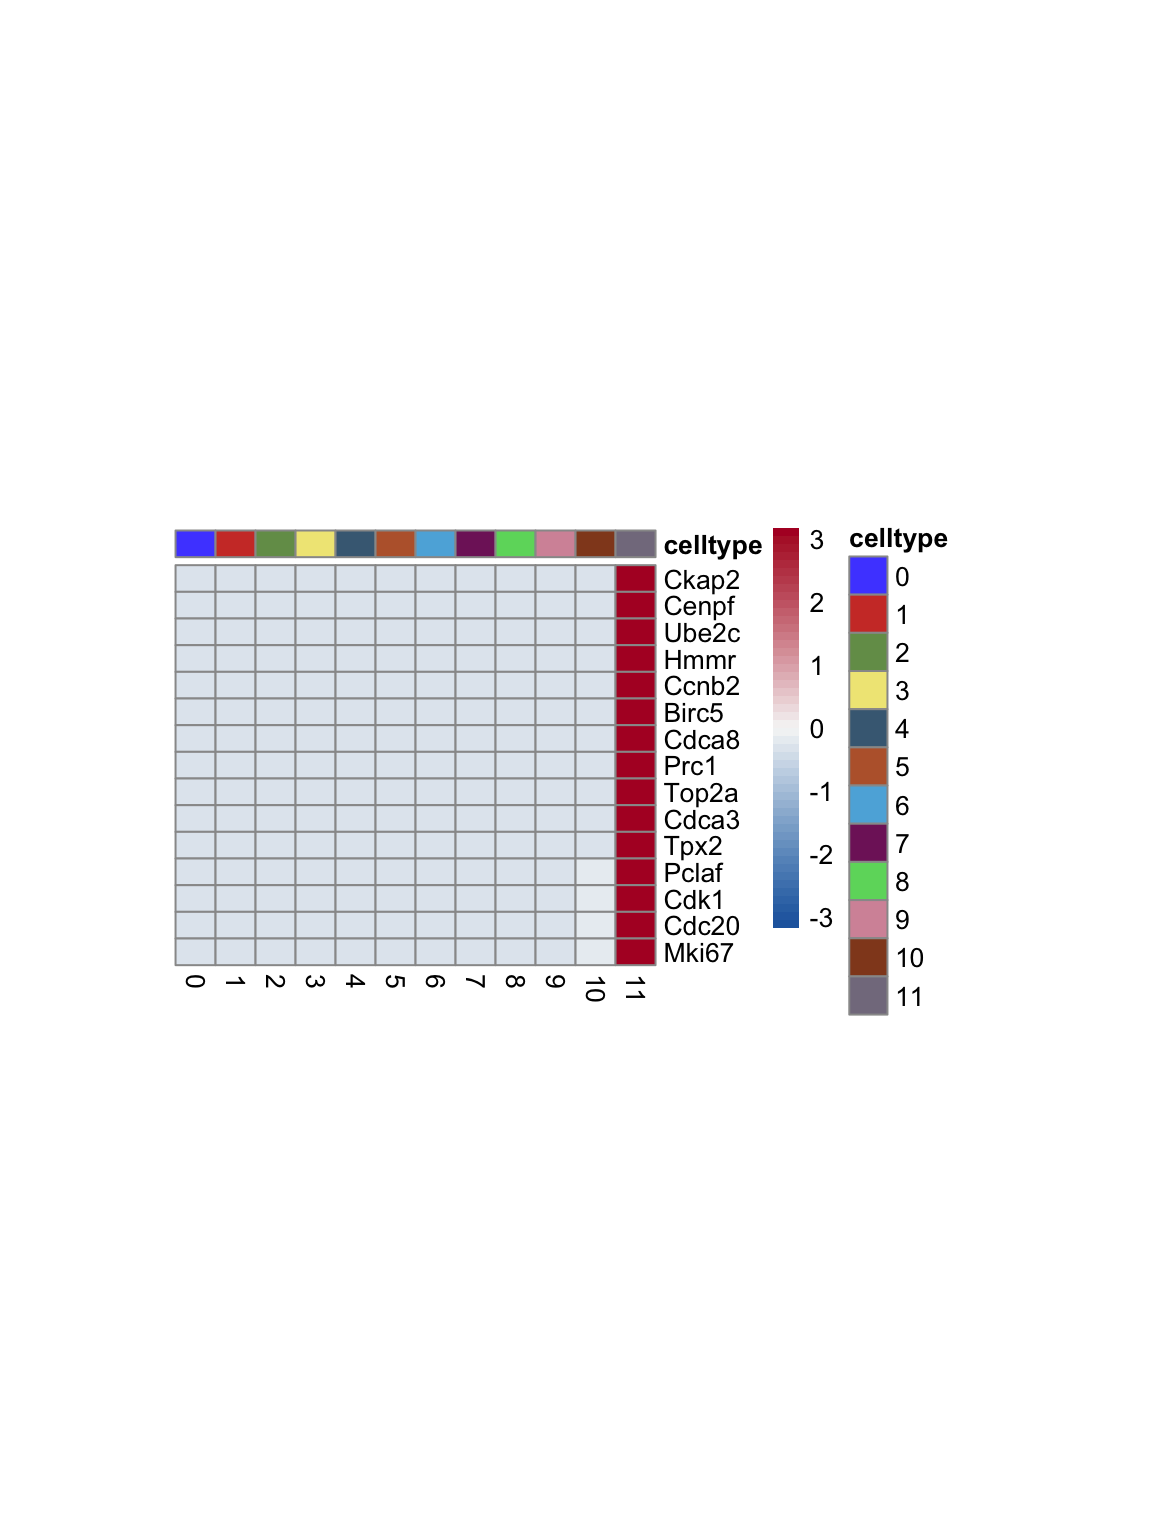 celltype
Ckap2
Cenpf
Ube2c
Hmmr
Ccnb2
Birc5
Cdca8
Prc1
Top2a
Cdca3
Tpx2
Pclaf
Cdk1
Cdc20
Mki67
0 1 2 3 4 5 6 7 8 9 10 11
3
2
1
0
-1
-2
-3
celltype
0
1
2
3
4
5
6
7
8
9
10
11